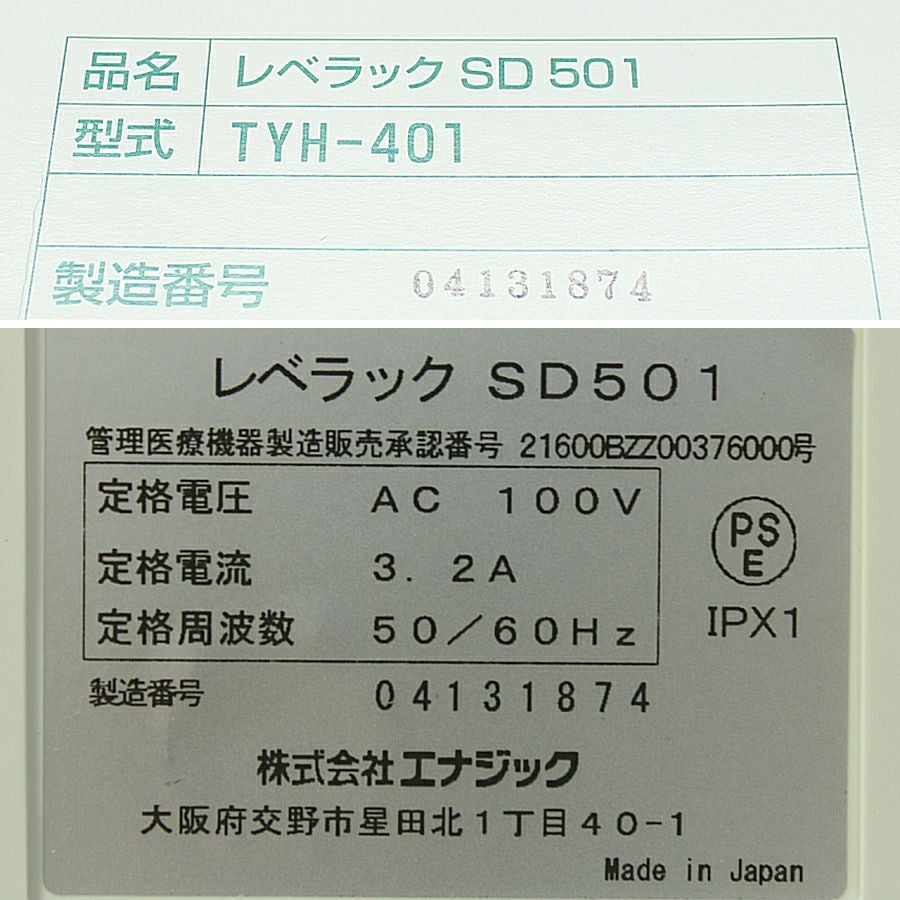 品名 レベラック SD 501
型式 TYH-401
製造番号 04131874
レベラック SD501
管理医療機器製造販売承認番号 21600BZZ00376000号
定格電圧 AC 100V
定格電流 3.2A
定格周波数 50/60Hz
PS
E
IPX1
製造番号 04131874
株式会社エナジック
大阪府交野市星田北1丁目40-1
Made in Japan